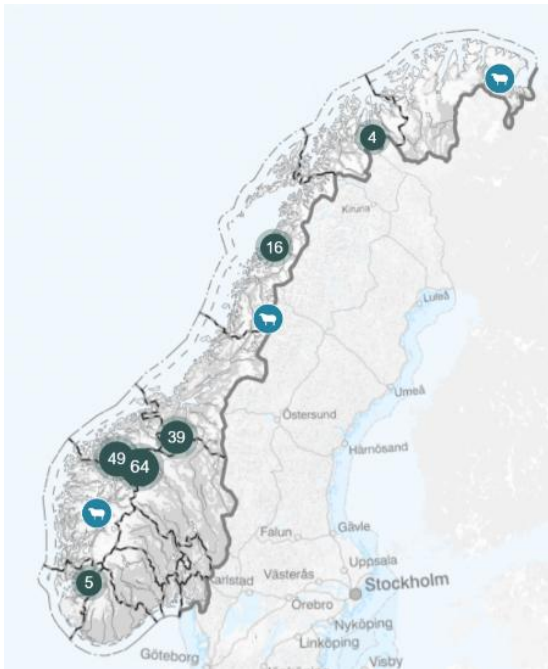 4
Kiruna
16
Luleå
Umeå
Östersund
39
Härnösand
49
64
Gävle
Falun
Uppsala
5
Karlstad
Västerås
Stockholm
Örebro
Nyköping
Linköping
Göteborg
Visby